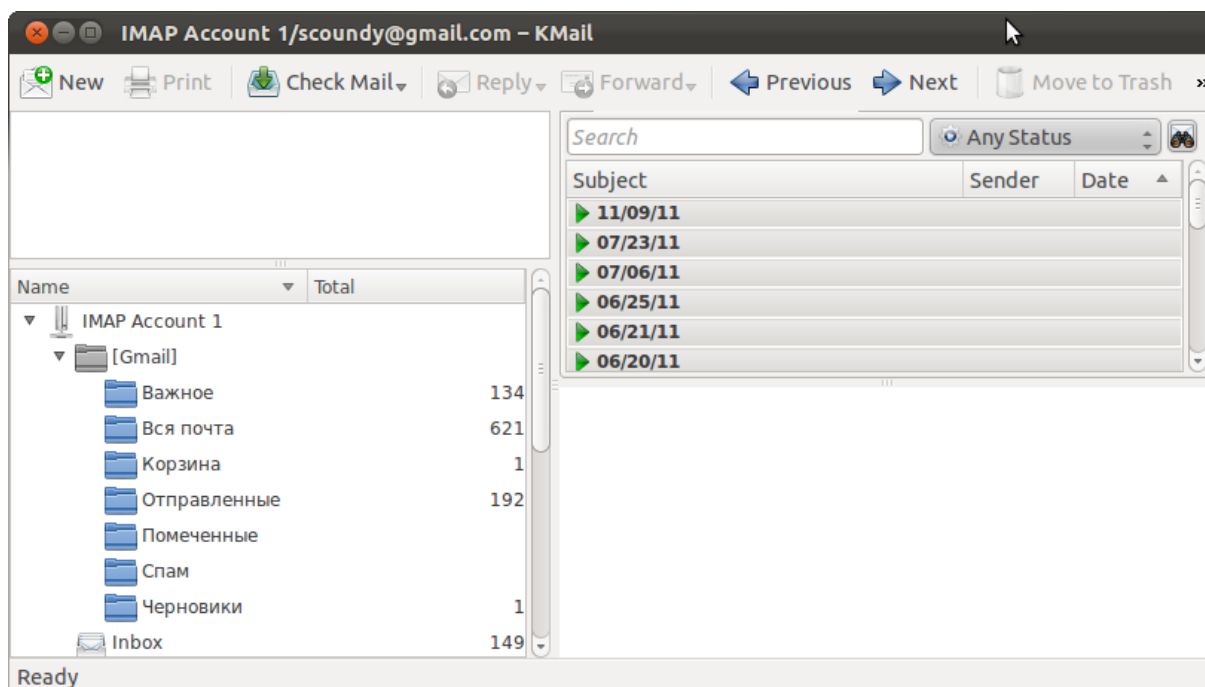 IMAP Account 1/scoundy@gmail.com – KMail
New Print Check Mail Reply Forward Previous Next Move to Trash »
Search Any Status
Subject Sender Date
11/09/11
07/23/11
07/06/11
06/25/11
06/21/11
06/20/11
Name Total
IMAP Account 1
[Gmail]
Важное 134
Вся почта 621
Корзина 1
Отправленные 192
Помеченные
Спам
Черновики 1
Inbox 149
Ready